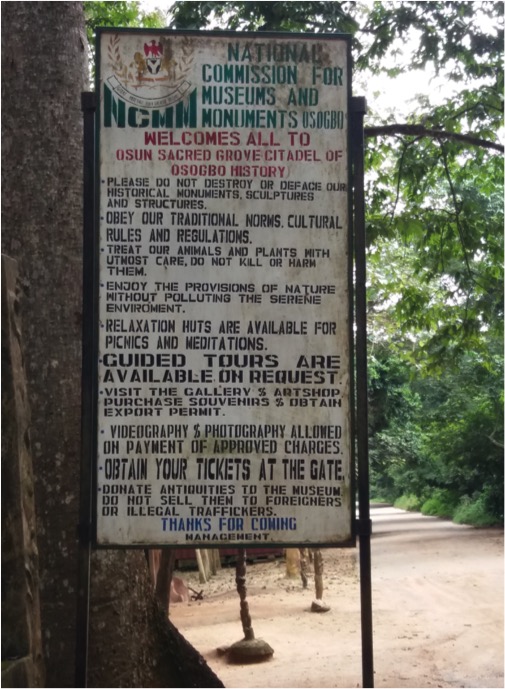 NATIONAL
COMMISSION FOR
MUSEUMS AND
MONUMENTS OSOGBO
NCMM
WELCOMES ALL TO
OSUN SACRED GROVE(CITADEL OF
OSOGBO HISTORY)
• PLEASE DO NOT DESTROY OR DEFACE OUR
HISTORICAL MONUMENTS, SCULPTURES
AND STRUCTURES.
• OBEY OUR TRADITIONAL NORMS, CULTURAL
RULES AND REGULATIONS.
• TREAT OUR ANIMALS AND PLANTS WITH
UTMOST CARE, DO NOT KILL OR HARM
THEM.
• ENJOY THE PROVISIONS OF NATURE
WITHOUT POLLUTING THE SERENE
ENVIROMENT.
• RELAXATION HUTS ARE AVAILABLE FOR
PICNICS AND MEDITATIONS.
• GUIDED TOURS ARE
AVAILABLE ON REQUEST.
• VISIT THE GALLERY & ARTSHOP
PURCHASE SOUVENIRS & OBTAIN
EXPORT PERMIT.
• VIDEOGRAPHY & PHOTOGRAPHY ALLOWED
ON PAYMENT OF APPROVED CHARGES.
• OBTAIN YOUR TICKETS AT THE GATE.
• DONATE ANTIQUITIES TO THE MUSEUM
DO NOT SELL THEM TO FOREIGNERS
OR ILLEGAL TRAFFICKERS.
THANKS FOR COMING
MANAGEMENT.